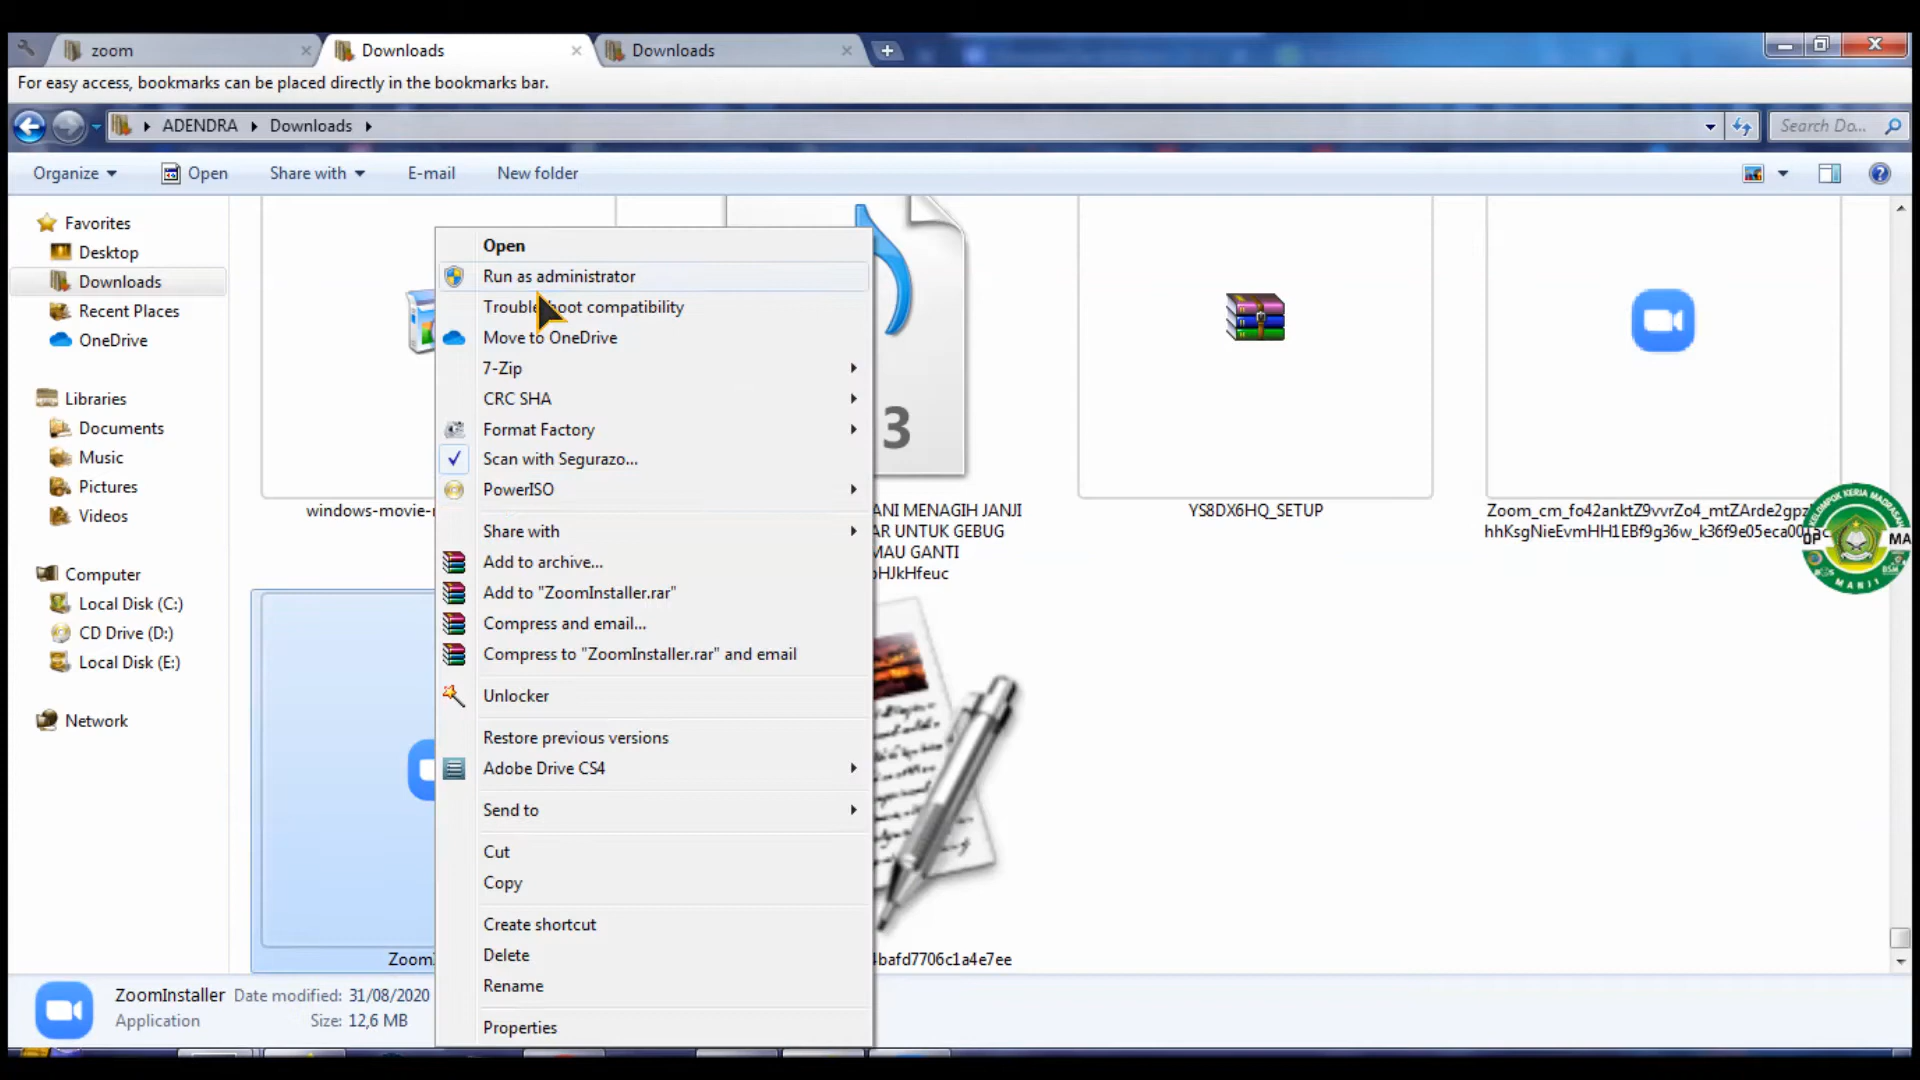 zoom
Downloads
Downloads
For easy access, bookmarks can be placed directly in the bookmarks bar.
ADENDRA
Downloads
Search Do...
Organize
Open
Share with
E-mail
New folder
Favorites
Desktop
Downloads
Recent Places
OneDrive
Libraries
Documents
Music
Pictures
Videos
Computer
Local Disk (C:)
CD Drive (D:)
Local Disk (E:)
Network
Open
Run as administrator
compatibility
Move to OneDrive
7-Zip
CRC SHA
Format Factory
Scan with Segurazo...
PowerISO
Share with
Add to archive...
Add to "ZoomInstaller.rar"
Compress and email...
Compress to "ZoomInstaller.rar" and email
Unlocker
Restore previous versions
Adobe Drive CS4
Send to
Cut
Copy
Create shortcut
Delete
Rename
Properties
3
windows-movie-
ANI MENAGIH JANJI
AR UNTUK GEBUG
MAU GANTI
HJkHfeuc
YS8DX6HQ_SETUP
KELOMPOK KERJA MADRASAH
MANJI
bafd7706c1a4e7ee
ZoomInstaller
Date modified: 31/08/2020
Application
Size: 12,6 MB